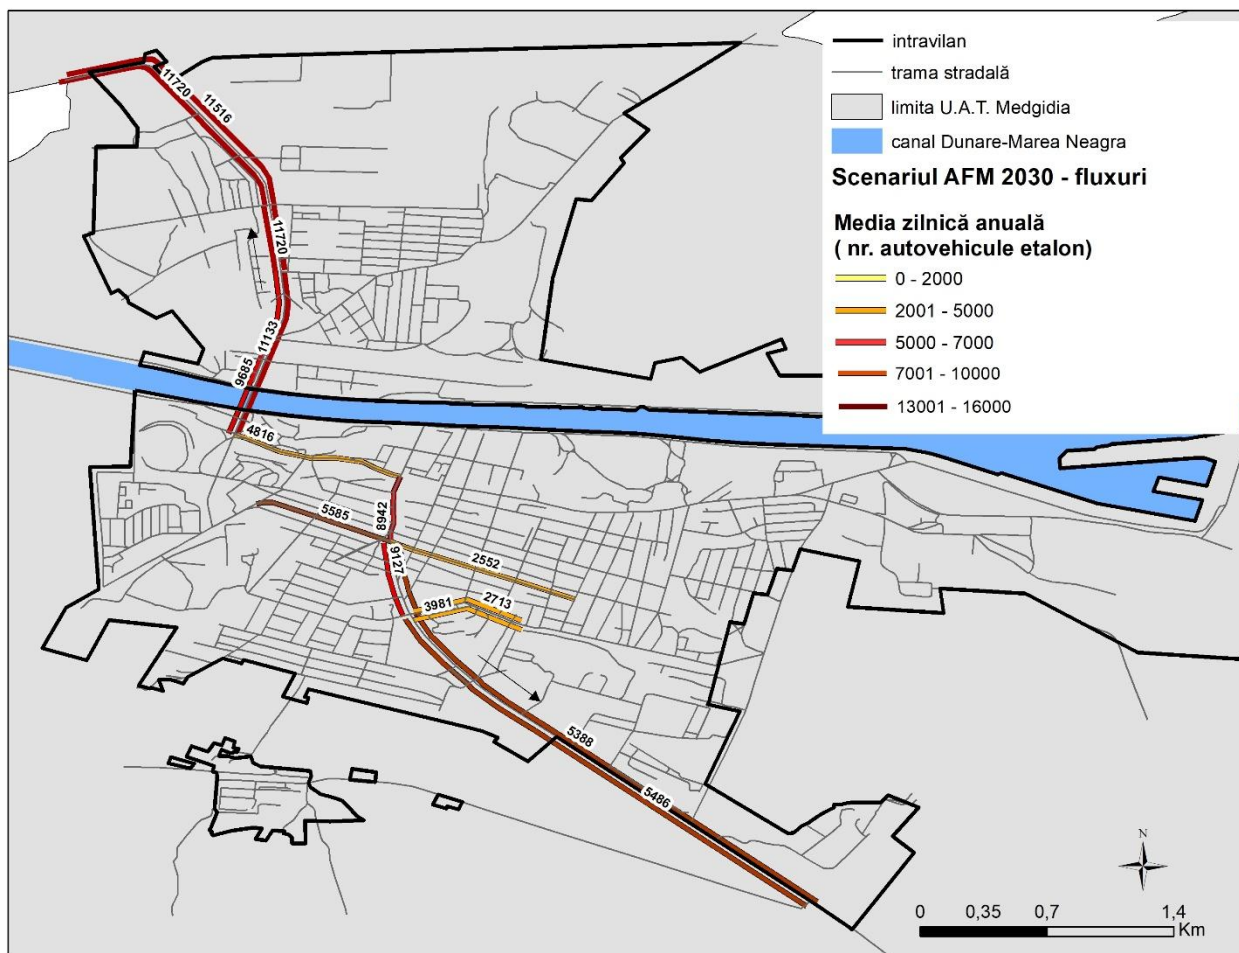 intravilan
trama stradală
limita U.A.T. Medgidia
canal Dunare-Marea Neagra
Scenariul AFM 2030 - fluxuri
Media zilnică anuală
( nr. autovehicule etalon)
0 - 2000
2001 - 5000
5000 - 7000
7001 - 10000
13001 - 16000
11720
11516
11720
11133
9685
4816
8942
5585
9127
2552
3981
2713
5388
5486
N
0 0,35 0,7 1,4
Km